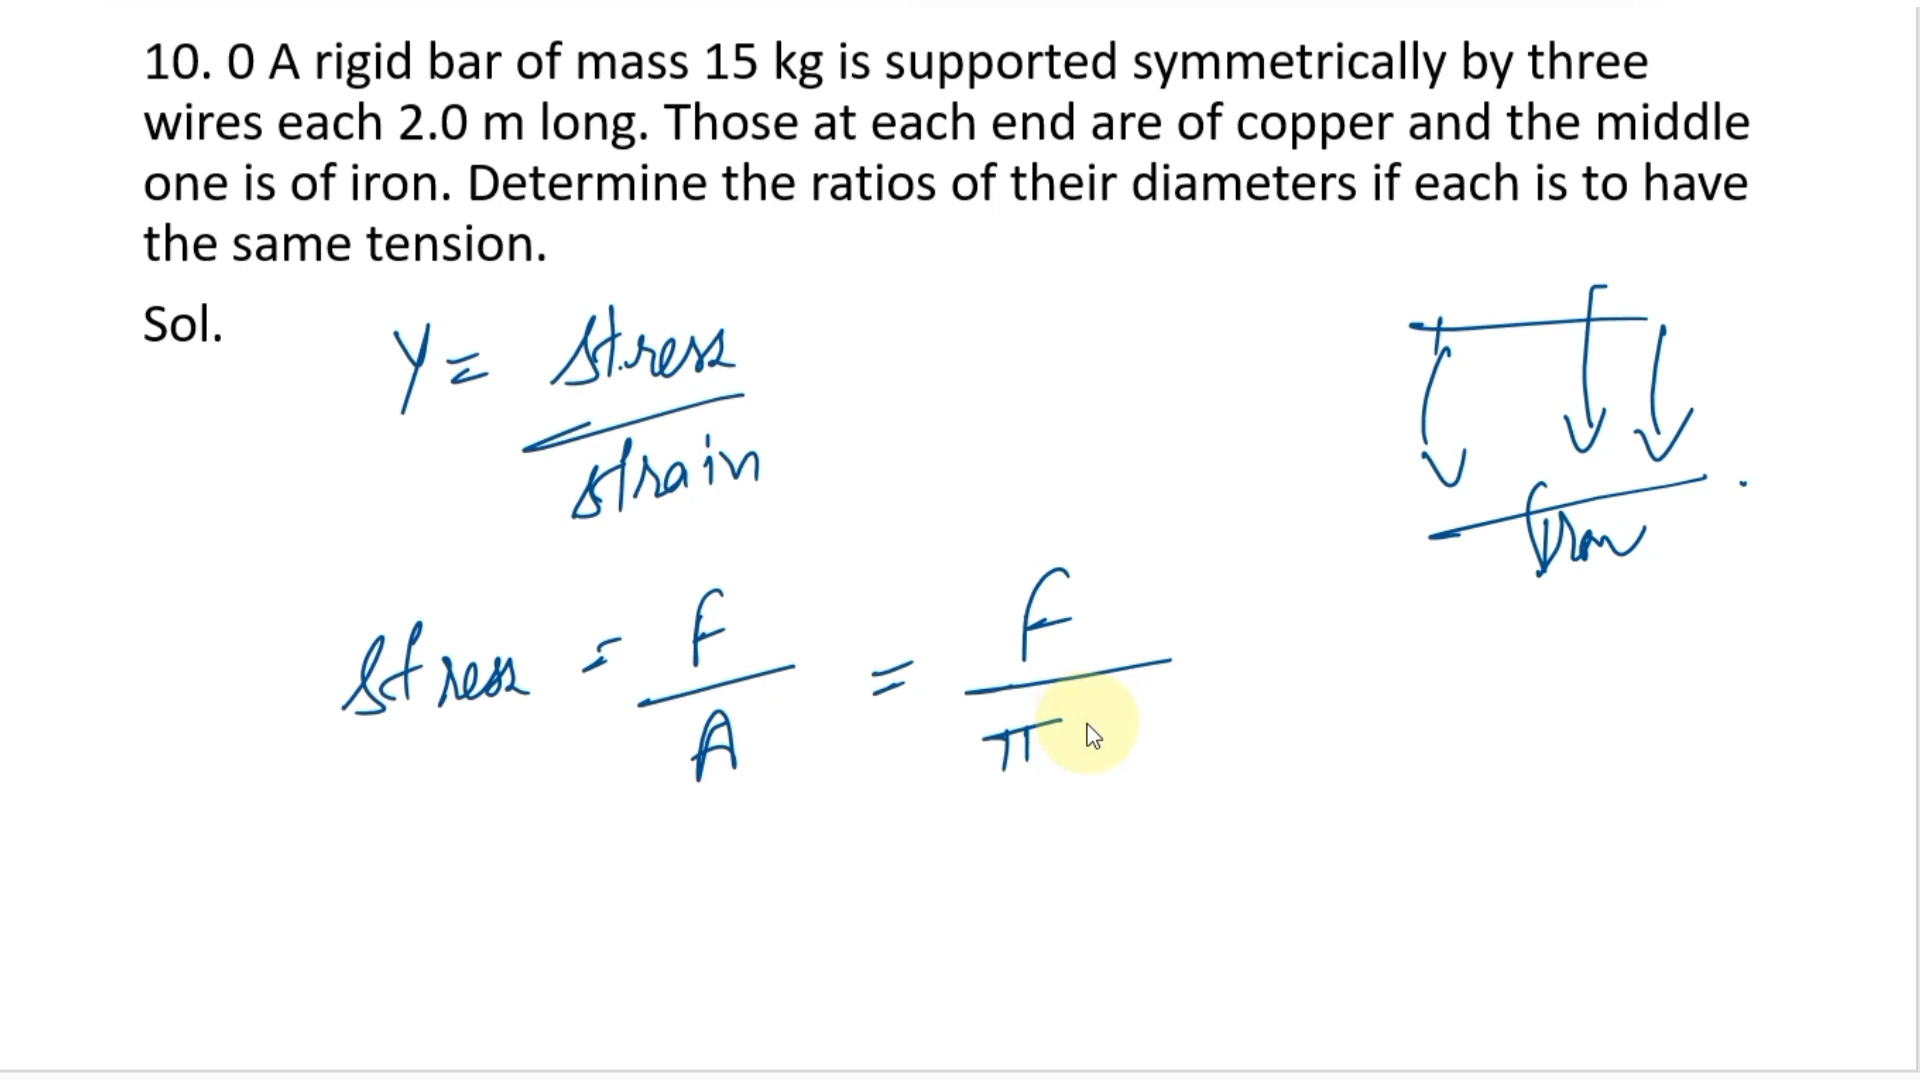 10. 0 A rigid bar of mass 15 kg is supported symmetrically by three
wires each 2.0 m long. Those at each end are of copper and the middle
one is of iron. Determine the ratios of their diameters if each is to have
the same tension.
Sol.
Y = Stress
Strain
Iron
Stress = F = F
A π